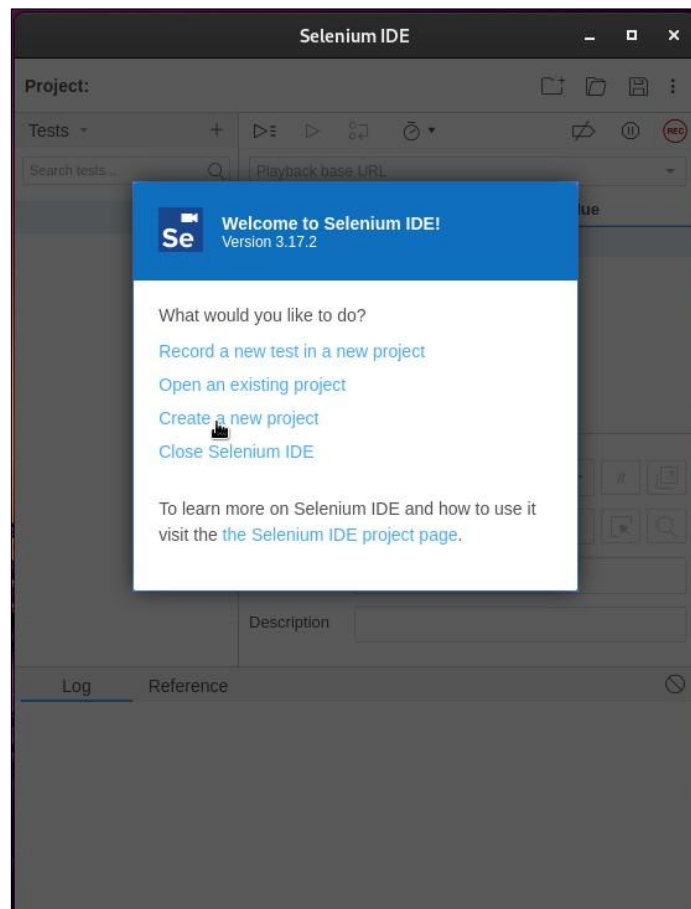 Selenium IDE
Project:
Tests
Search tests...
Playback base URL
lue
Se
Welcome to Selenium IDE!
Version 3.17.2
What would you like to do?
Record a new test in a new project
Open an existing project
Create a new project
Close Selenium IDE
To learn more on Selenium IDE and how to use it
visit the the Selenium IDE project page.
//
Description
Log Reference
REC